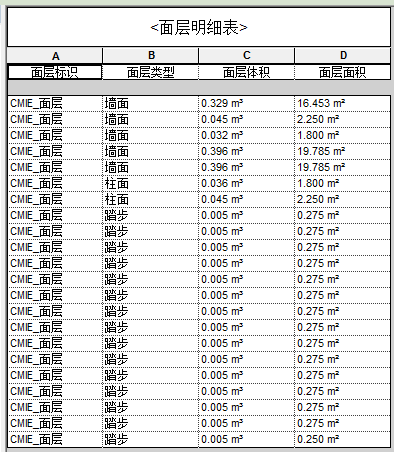 <面层明细表>
A B C D
面层标识 面层类型 面层体积 面层面积
CMIE_面层 墙面 0.329 m³ 16.453 m²
CMIE_面层 墙面 0.045 m³ 2.250 m²
CMIE_面层 墙面 0.032 m³ 1.800 m²
CMIE_面层 墙面 0.396 m³ 19.785 m²
CMIE_面层 墙面 0.396 m³ 19.785 m²
CMIE_面层 柱面 0.036 m³ 1.800 m²
CMIE_面层 柱面 0.045 m³ 2.250 m²
CMIE_面层 踏步 0.005 m³ 0.275 m²
CMIE_面层 踏步 0.005 m³ 0.275 m²
CMIE_面层 踏步 0.005 m³ 0.275 m²
CMIE_面层 踏步 0.005 m³ 0.275 m²
CMIE_面层 踏步 0.005 m³ 0.275 m²
CMIE_面层 踏步 0.005 m³ 0.275 m²
CMIE_面层 踏步 0.005 m³ 0.275 m²
CMIE_面层 踏步 0.005 m³ 0.275 m²
CMIE_面层 踏步 0.005 m³ 0.275 m²
CMIE_面层 踏步 0.005 m³ 0.275 m²
CMIE_面层 踏步 0.005 m³ 0.275 m²
CMIE_面层 踏步 0.005 m³ 0.275 m²
CMIE_面层 踏步 0.005 m³ 0.275 m²
CMIE_面层 踏步 0.005 m³ 0.275 m²
CMIE_面层 踏步 0.005 m³ 0.250 m²